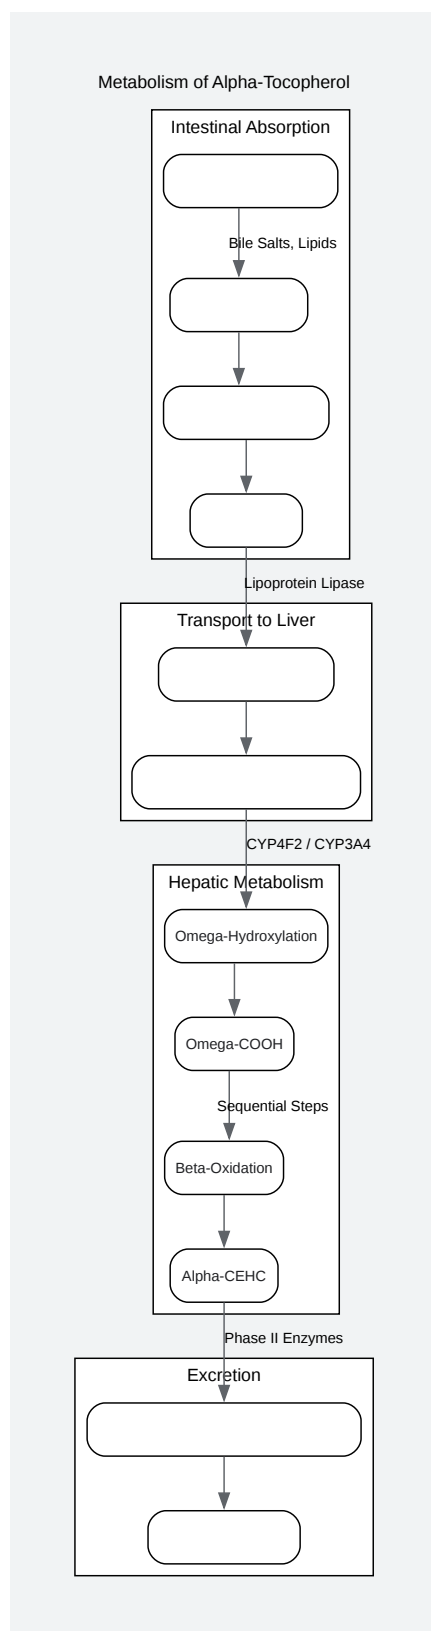 Metabolism of Alpha-Tocopherol
Intestinal Absorption
Bile Salts, Lipids
Lipoprotein Lipase
Transport to Liver
CYP4F2 / CYP3A4
Hepatic Metabolism
Omega-Hydroxylation
Omega-COOH
Sequential Steps
Beta-Oxidation
Alpha-CEHC
Phase II Enzymes
Excretion